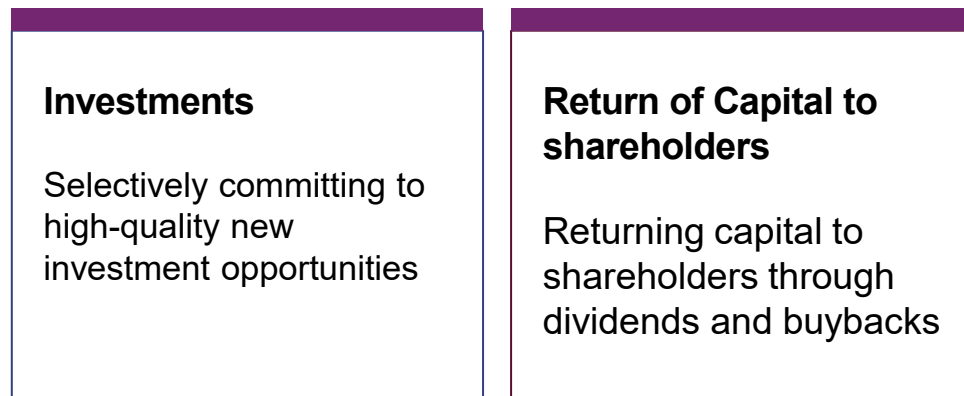 Investments
Selectively committing to
high-quality new
investment opportunities
Return of Capital to
shareholders
Returning capital to
shareholders through
dividends and buybacks